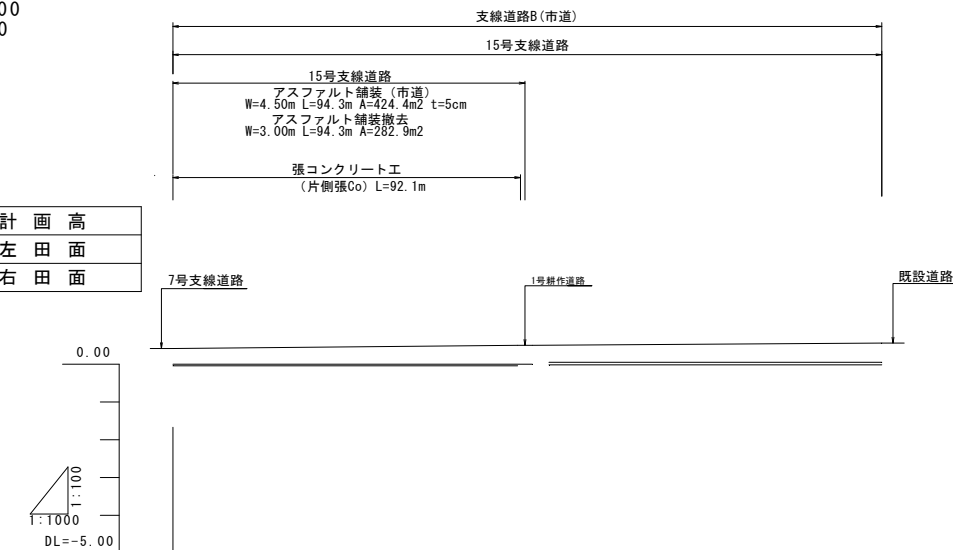 00
0
支線道路B(市道)
15号支線道路
15号支線道路
アスファルト舗装(市道)
W=4.50m L=94.3m A=424.4m2 t=5cm
アスファルト舗装撤去
W=3.00m L=94.3m A=282.9m2
張コンクリート工
(片側張Co) L=92.1m
計画高
左田面
右田面
7号支線道路
1号耕作道路
既設道路
0.00
1:100
1:1000
DL=-5.00